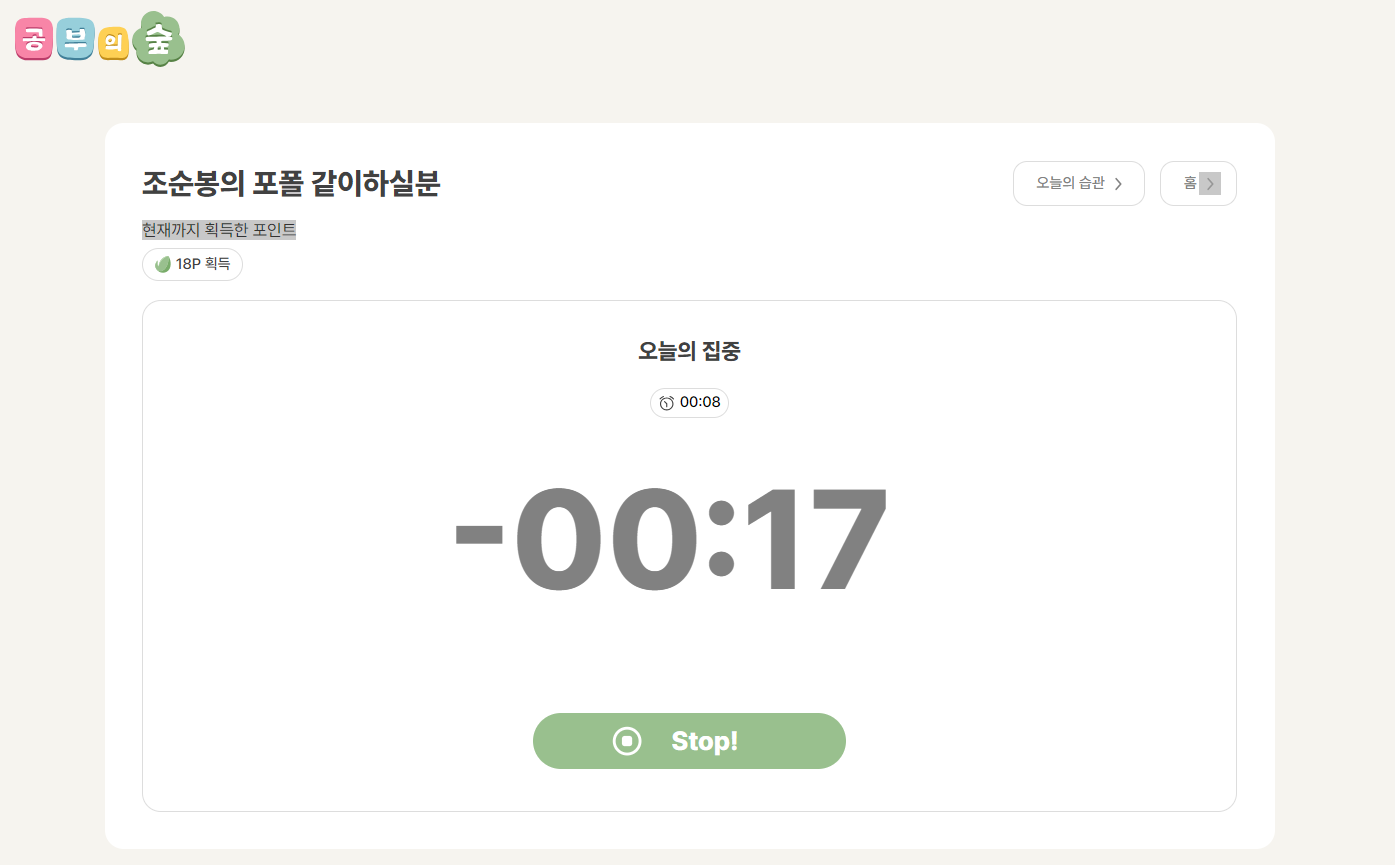 공부의숲
조순봉의 포폴 같이하실분
오늘의 습관
홈
현재까지 획득한 포인트
18P 획득
오늘의 집중
00:08
-00:17
Stop!